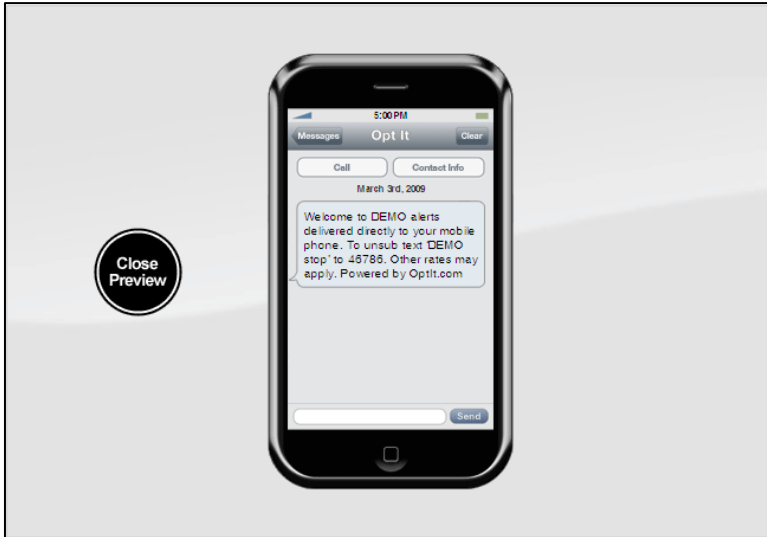 5:00 PM
Messages
Opt It
Clear
Call
Contact Info
March 3rd, 2009
Welcome to DEMO alerts
delivered directly to your mobile
phone. To unsub text 'DEMO
stop' to 46786. Other rates may
apply. Powered by OptIt.com
Close
Preview
Send